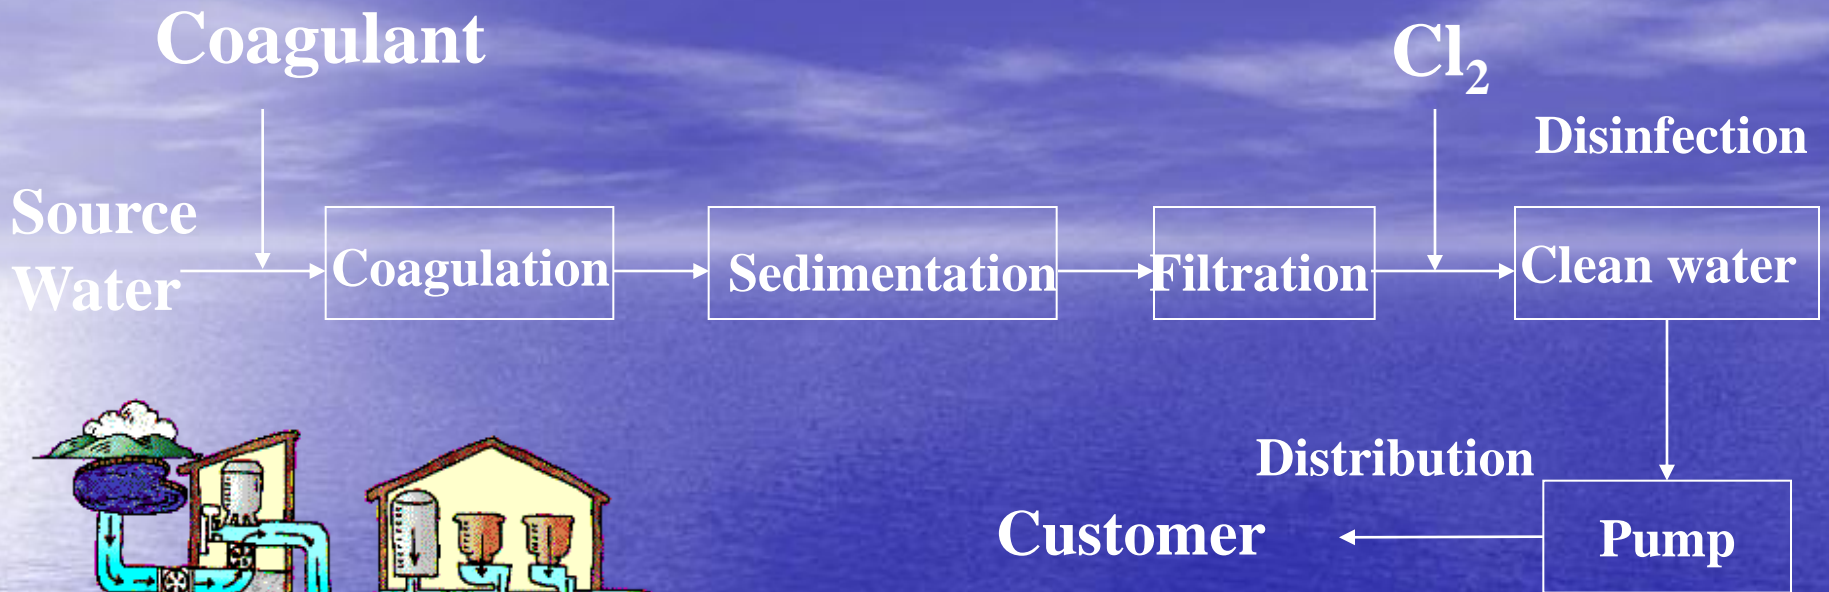 Coagulant
Cl₂
Disinfection
Source
Water
Coagulation
Sedimentation
Filtration
Clean water
Distribution
Customer
Pump